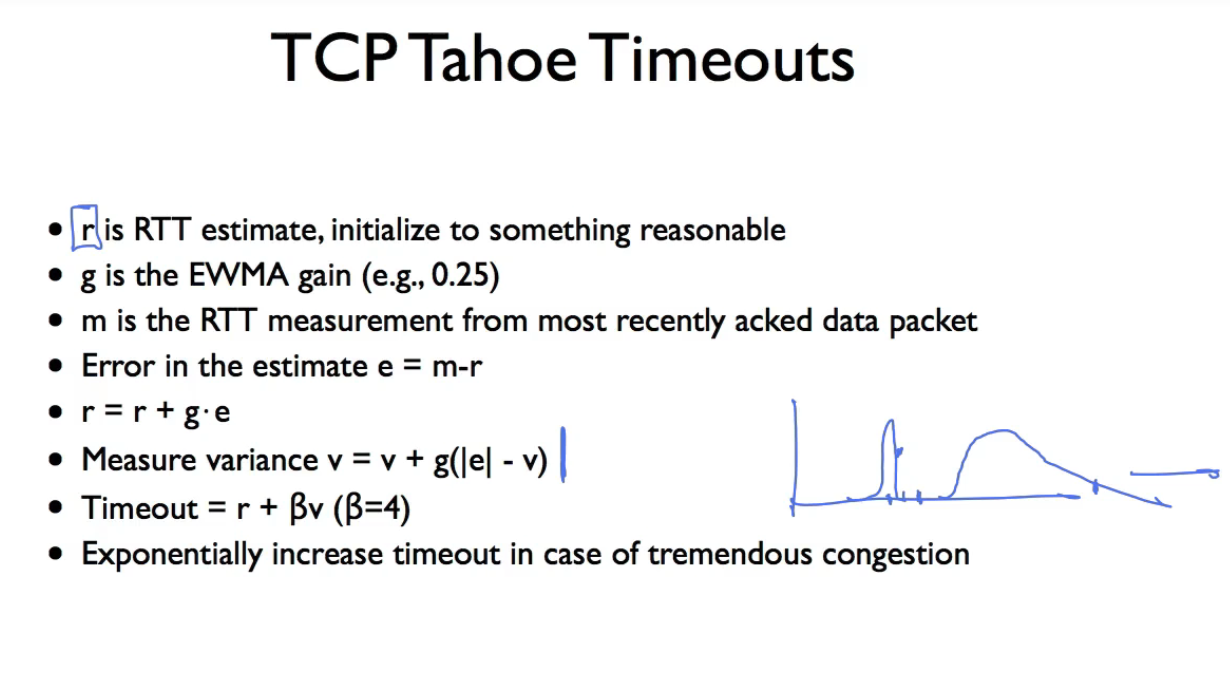 TCP Tahoe Timeouts
• r is RTT estimate, initialize to something reasonable
• g is the EWMA gain (e.g., 0.25)
• m is the RTT measurement from most recently acked data packet
• Error in the estimate e = m-r
• r = r + g·e
• Measure variance v = v + g(|e| - v)
• Timeout = r + βv (β=4)
• Exponentially increase timeout in case of tremendous congestion